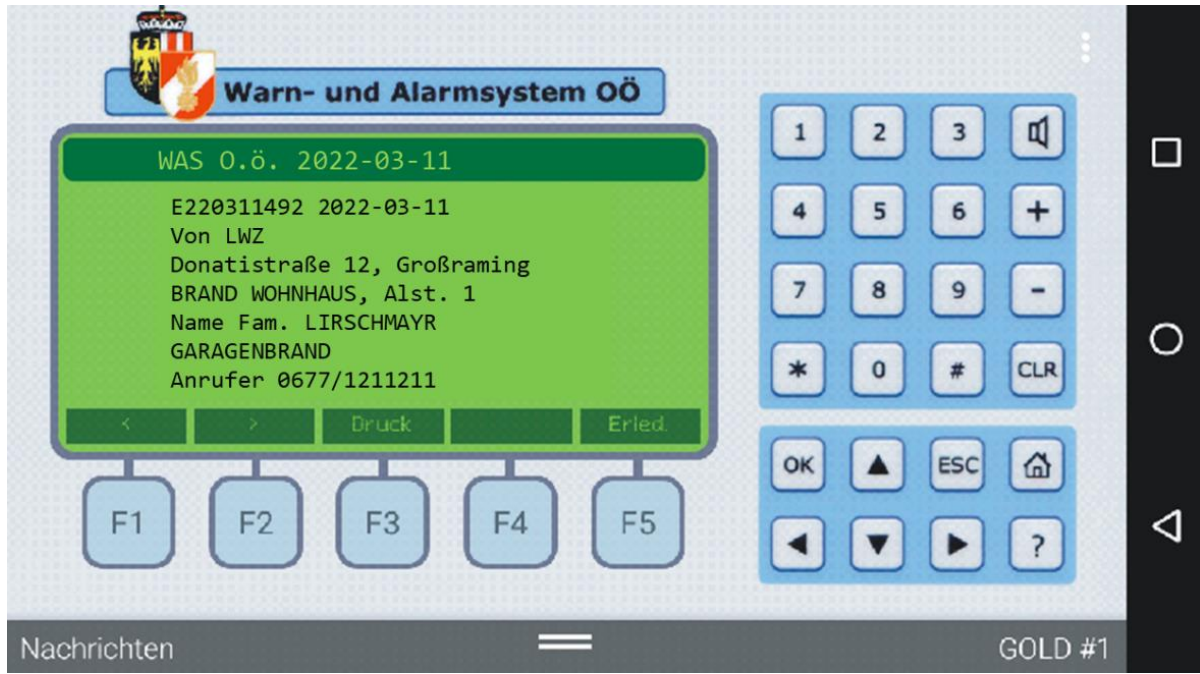 Warn- und Alarmsystem OÖ
WAS O.ö. 2022-03-11
E220311492 2022-03-11
Von LWZ
Donatistraße 12, Großraming
BRAND WOHNHAUS, Alst. 1
Name Fam. LIRSCHMAYR
GARAGENBRAND
Anrufer 0677/1211211
< > Druck Erled.
F1 F2 F3 F4 F5
1 2 3
4 5 6 +
7 8 9 -
* 0 # CLR
OK ESC
?
Nachrichten GOLD #1